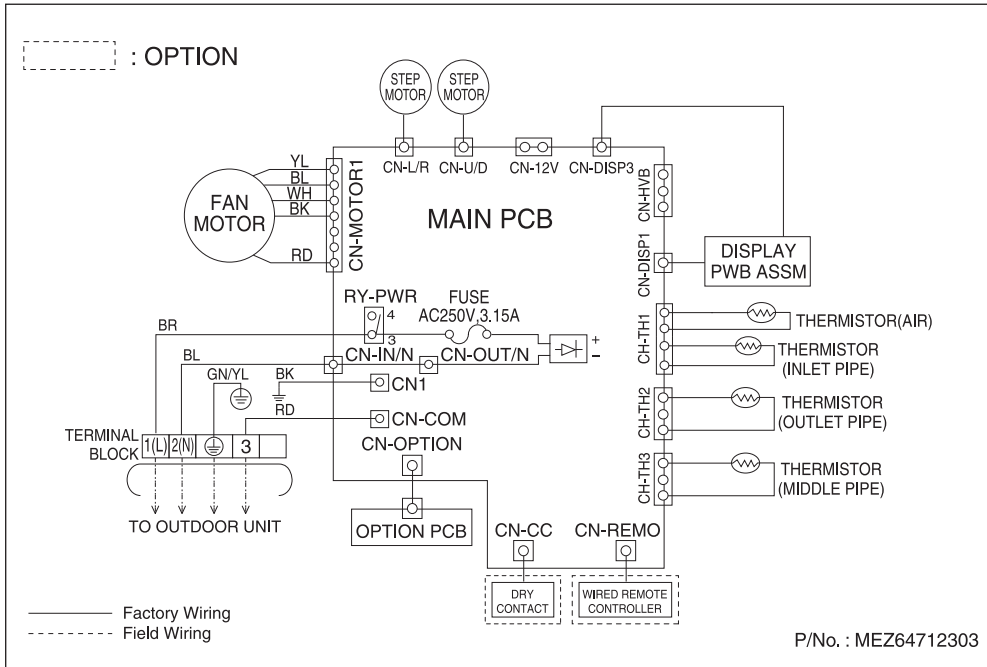 : OPTION
STEP
MOTOR
STEP
MOTOR
CN-L/R
CN-U/D
CN-12V
CN-DISP3
YL
BL
WH
BK
RD
FAN
MOTOR
CN-MOTOR1
MAIN PCB
CN-HVB
CN-DISP1
DISPLAY
PWB ASSM
RY-PWR
4
3
FUSE
AC250V,3.15A
+
–
BR
BL
CN-IN/N
CN-OUT/N
GN/YL
BK
CN1
RD
CN-COM
CH-TH1
THERMISTOR(AIR)
THERMISTOR
(INLET PIPE)
CH-TH2
THERMISTOR
(OUTLET PIPE)
CH-TH3
THERMISTOR
(MIDDLE PIPE)
TERMINAL
BLOCK
1(L)
2(N)
3
TO OUTDOOR UNIT
CN-OPTION
OPTION PCB
CN-CC
CN-REMO
DRY
CONTACT
WIRED REMOTE
CONTROLLER
Factory Wiring
Field Wiring
P/No. : MEZ64712303